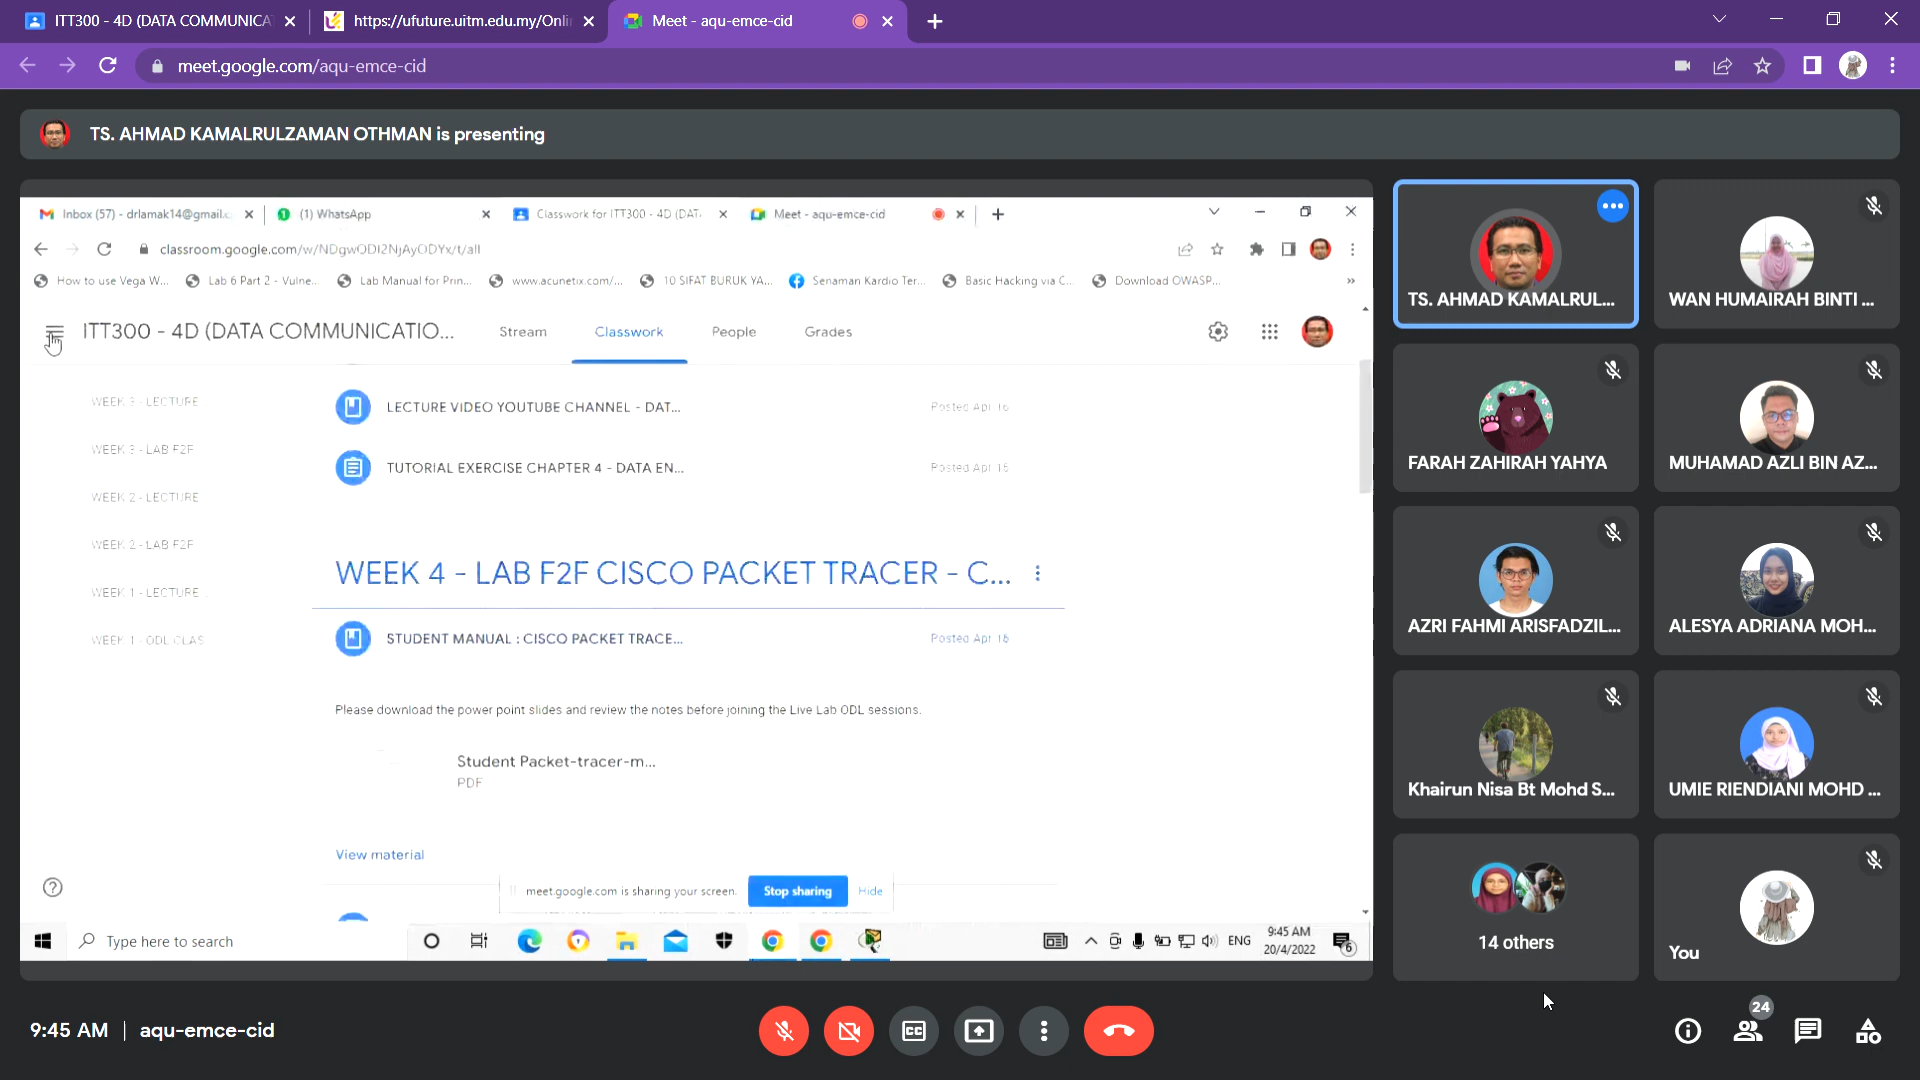 ITT300 - 4D (DATA COMMUNICA
https://ufuture.uitm.edu.my/Onli
Meet - aqu-emce-cid
meet.google.com/aqu-emce-cid
TS. AHMAD KAMALRULZAMAN OTHMAN is presenting
Inbox (57) - drlamak14@gmail.c
(1) WhatsApp
Classwork for ITT300 - 4D (DAT
Meet - aqu-emce-cid
classroom.google.com/w/NDgwODI2NjAyODYx/t/all
How to use Vega W...
Lab 6 Part 2 - Vulne...
Lab Manual for Prin...
www.acunetix.com/...
10 SIFAT BURUK YA...
Senaman Kardio Ter...
Basic Hacking via C...
Download OWASP...
ITT300 - 4D (DATA COMMUNICATIO...
Stream
Classwork
People
Grades
WEEK 3 - LECTURE
WEEK 3 - LAB F2F
WEEK 2 - LECTURE
WEEK 2 - LAB F2F
WEEK 1 - LECTURE
WEEK 1 - ODL CLAS
LECTURE VIDEO YOUTUBE CHANNEL - DAT...
Posted Apr 16
TUTORIAL EXERCISE CHAPTER 4 - DATA EN...
Posted Apr 16
WEEK 4 - LAB F2F CISCO PACKET TRACER - C...
STUDENT MANUAL : CISCO PACKET TRACE...
Posted Apr 16
Please download the power point slides and review the notes before joining the Live Lab ODL sessions.
Student Packet-tracer-m...
PDF
View material
meet.google.com is sharing your screen.
Stop sharing
Hide
Type here to search
ENG
9:45 AM
20/4/2022
6
TS. AHMAD KAMALRUL...
WAN HUMAIRAH BINTI ...
FARAH ZAHIRAH YAHYA
MUHAMAD AZLI BIN AZ...
AZRI FAHMI ARISFADZIL...
ALESYA ADRIANA MOH...
Khairun Nisa Bt Mohd S...
UMIE RIENDIANI MOHD ...
14 others
You
9:45 AM | aqu-emce-cid
CC
24